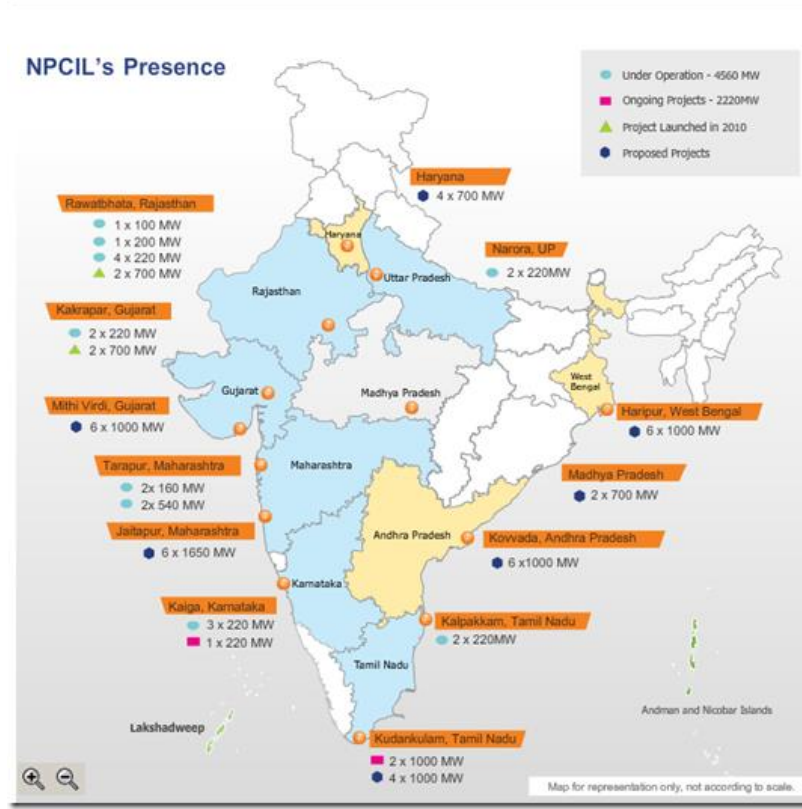 NPCIL's Presence
Under Operation - 4560 MW
Ongoing Projects - 2220MW
Project Launched in 2010
Proposed Projects
Haryana
4 x 700 MW
Rawatbhata, Rajasthan
1 x 100 MW
1 x 200 MW
4 x 220 MW
2 x 700 MW
Haryana
Narora, UP
2 x 220MW
Uttar Pradesh
Rajasthan
Kakrapar, Gujarat
2 x 220 MW
2 x 700 MW
Gujarat
Madhya Pradesh
West
Bengal
Mithi Virdi, Gujarat
6 x 1000 MW
Haripur, West Bengal
6 x 1000 MW
Tarapur, Maharashtra
2x 160 MW
2x 540 MW
Maharashtra
Madhya Pradesh
2 x 700 MW
Jaitapur, Maharashtra
6 x 1650 MW
Andhra Pradesh
Kovvada, Andhra Pradesh
6 x1000 MW
Karnataka
Kaiga, Karnataka
3 x 220 MW
1 x 220 MW
Kalpakkam, Tamil Nadu
2 x 220MW
Tamil Nadu
Lakshadweep
Andman and Nicobar Islands
Kudankulam, Tamil Nadu
2 x 1000 MW
4 x 1000 MW
Map for representation only, not according to scale.